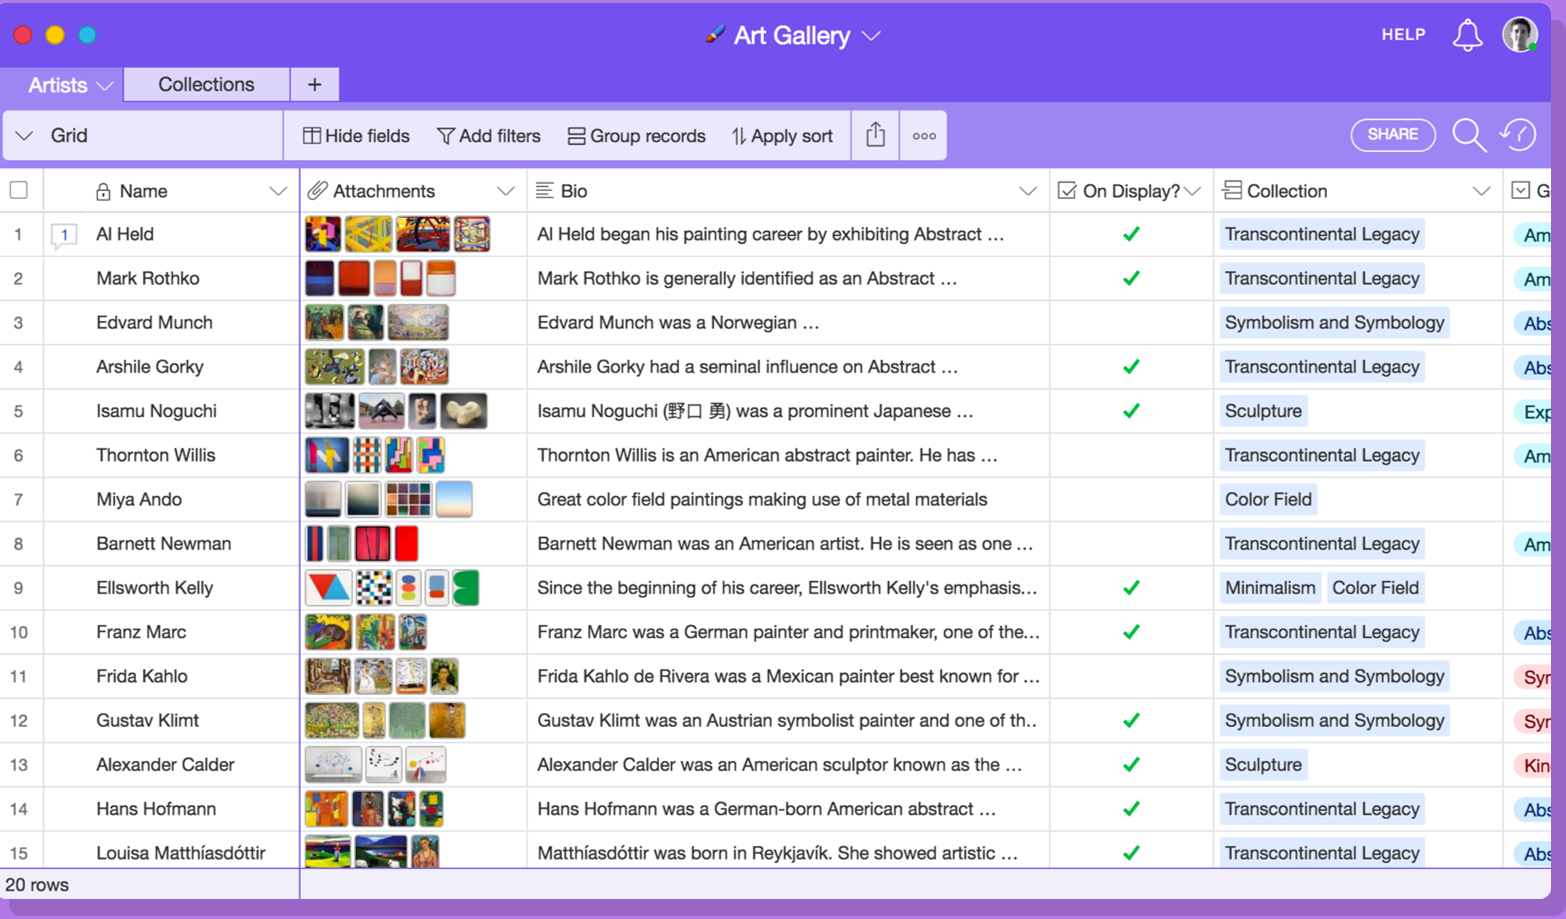 Art Gallery
HELP
Artists
Collections
+
Grid
Hide fields
Add filters
Group records
Apply sort
SHARE
Name Attachments Bio On Display? Collection G
1 1 Al Held Al Held began his painting career by exhibiting Abstract ... Transcontinental Legacy Am
2 Mark Rothko Mark Rothko is generally identified as an Abstract ... Transcontinental Legacy Am
3 Edvard Munch Edvard Munch was a Norwegian ... Symbolism and Symbology Abs
4 Arshile Gorky Arshile Gorky had a seminal influence on Abstract ... Transcontinental Legacy Abs
5 Isamu Noguchi Isamu Noguchi (野口 勇) was a prominent Japanese ... Sculpture Exp
6 Thornton Willis Thornton Willis is an American abstract painter. He has ... Transcontinental Legacy Am
7 Miya Ando Great color field paintings making use of metal materials Color Field
8 Barnett Newman Barnett Newman was an American artist. He is seen as one ... Transcontinental Legacy Am
9 Ellsworth Kelly Since the beginning of his career, Ellsworth Kelly's emphasis... Minimalism Color Field
10 Franz Marc Franz Marc was a German painter and printmaker, one of the... Transcontinental Legacy Abs
11 Frida Kahlo Frida Kahlo de Rivera was a Mexican painter best known for ... Symbolism and Symbology Syr
12 Gustav Klimt Gustav Klimt was an Austrian symbolist painter and one of th.. Symbolism and Symbology Syr
13 Alexander Calder Alexander Calder was an American sculptor known as the ... Sculpture Kin
14 Hans Hofmann Hans Hofmann was a German-born American abstract ... Transcontinental Legacy Abs
15 Louisa Matthíasdóttir Matthíasdóttir was born in Reykjavík. She showed artistic ... Transcontinental Legacy Abs
20 rows